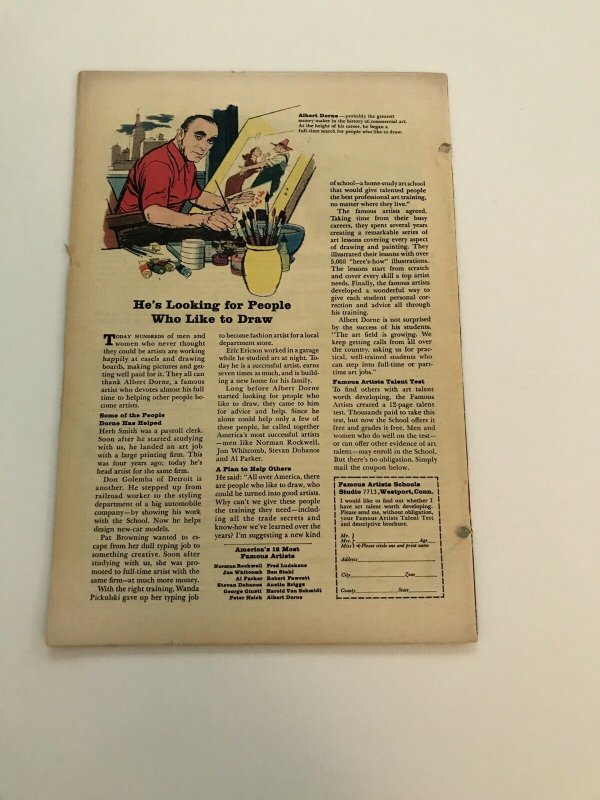 Albert Dorne—probably the greatest
money-maker in the history of commercial art.
At the height of his career, he began a
full-time search for people who like to draw.
He's Looking for People
Who Like to Draw
TODAY HUNDREDS of men and
women who never thought
they could be artists are working
happily at easels and drawing
boards, making pictures and get-
ting well paid for it. They all can
thank Albert Dorne, a famous
artist who devotes almost his full
time to helping other people be-
come artists.
Some of the People
Dorne Has Helped
Herb Smith was a payroll clerk.
Soon after he started studying
with us, he landed an art job
with a large printing firm. This
was four years ago; today he's
head artist for the same firm.
Don Golemba of Detroit is
another. He stepped up from
railroad worker to the styling
department of a big automobile
company—by showing his work
with the School. Now he helps
design new-car models.
Pat Browning wanted to es-
cape from her dull typing job to
something creative. Soon after
studying with us, she was pro-
moted to full-time artist with the
same firm—at much more money.
With the right training, Wanda
Pickulski gave up her typing job
to become fashion artist for a local
department store.
Eric Ericson worked in a garage
while he studied art at night. To-
day he is a successful artist, earns
seven times as much, and is build-
ing a new home for his family.
Long before Albert Dorne
started looking for people who
like to draw, they came to him
for advice and help. Since he
alone could help only a few of
these people, he called together
America's most successful artists
—men like Norman Rockwell,
Jon Whitcomb, Stevan Dohanos
and Al Parker.
A Plan to Help Others
He said: "All over America, there
are people who like to draw, who
could be turned into good artists.
Why can't we give these people
the training they need—includ-
ing all the trade secrets and
know-how we've learned over the
years? I'm suggesting a new kind
America's 12 Most
Famous Artists
Norman Rockwell Fred Ludekens
Jon Whitcomb Ben Stahl
Al Parker Robert Fawcett
Stevan Dohanos Austin Briggs
George Giusti Harold Von Schmidt
Peter Helck Albert Dorne
of school—a home study art school
that would give talented people
the best professional art training,
no matter where they live."
The famous artists agreed.
Taking time from their busy
careers, they spent several years
creating a remarkable series of
art lessons covering every aspect
of drawing and painting. They
illustrated their lessons with over
5,000 "here's-how" illustrations.
The lessons start from scratch
and cover every skill a top artist
needs. Finally, the famous artists
developed a wonderful way to
give each student personal cor-
rection and advice all through
his training.
Albert Dorne is not surprised
by the success of his students.
"The art field is growing. We
keep getting calls from all over
the country, asking us for prac-
tical, well-trained students who
can step into full-time or part-
time art jobs."
Famous Artists Talent Test
To find others with art talent
worth developing, the Famous
Artists created a 12-page talent
test. Thousands paid to take this
test, but now the School offers it
free and grades it free. Men and
women who do well on the test—
or can offer other evidence of art
talent—may enroll in the School.
But there's no obligation. Simply
mail the coupon below.
Famous Artists Schools
Studio 7713, Westport, Conn.
I would like to find out whether I
have art talent worth developing.
Please send me, without obligation,
your Famous Artists Talent Test
and descriptive brochure.
Mr.
Mrs. Age
Miss Please circle one and print name
Address
City Zone
County State